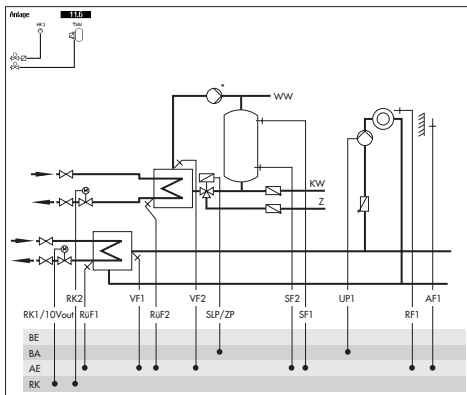 Anlage 11.6
HK1 TWW
*
WW
KW
Z
M
M
RK2 VF1 VF2 SF2 UP1 AF1
RK1/10Vout RüF1 RüF2 SLP/ZP SF1 RF1
BE
BA
AE
RK